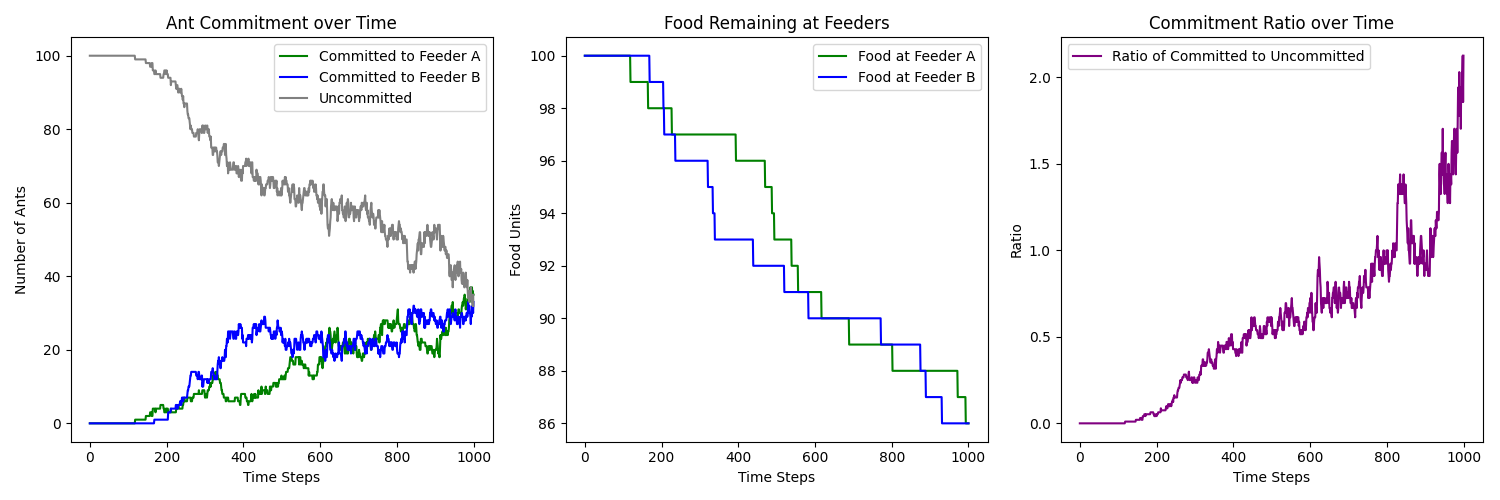 Ant Commitment over Time
Number of Ants
100
80
60
40
20
0
Committed to Feeder A
Committed to Feeder B
Uncommitted
0 200 400 600 800 1000
Time Steps
Food Remaining at Feeders
Food Units
100
98
96
94
92
90
88
86
Food at Feeder A
Food at Feeder B
0 200 400 600 800 1000
Time Steps
Commitment Ratio over Time
Ratio
2.0
1.5
1.0
0.5
0.0
Ratio of Committed to Uncommitted
0 200 400 600 800 1000
Time Steps